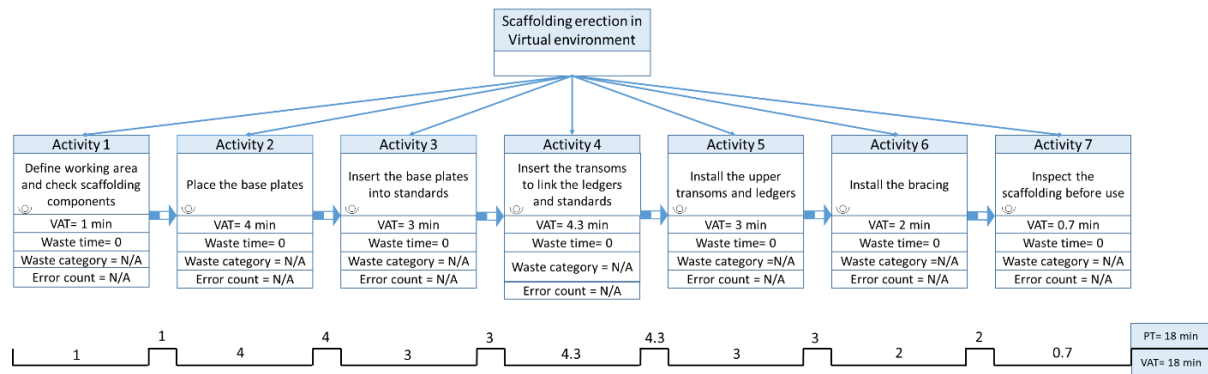 Scaffolding erection in
Virtual environment
Activity 1
Define working area
and check scaffolding
components
VAT= 1 min
Waste time= 0
Waste category = N/A
Error count = N/A
Activity 2
Place the base plates
VAT= 4 min
Waste time= 0
Waste category = N/A
Error count = N/A
Activity 3
Insert the base plates
into standards
VAT= 3 min
Waste time= 0
Waste category = N/A
Error count = N/A
Activity 4
Insert the transoms
to link the ledgers
and standards
VAT= 4.3 min
Waste time= 0
Waste category = N/A
Error count = N/A
Activity 5
Install the upper
transoms and ledgers
VAT= 3 min
Waste time= 0
Waste category =N/A
Error count = N/A
Activity 6
Install the bracing
VAT= 2 min
Waste time= 0
Waste category =N/A
Error count = N/A
Activity 7
Inspect the
scaffolding before use
VAT= 0.7 min
Waste time= 0
Waste category = N/A
Error count = N/A
1 4 3 4.3 3 2
1 4 3 4.3 3 2 0.7
PT= 18 min
VAT= 18 min